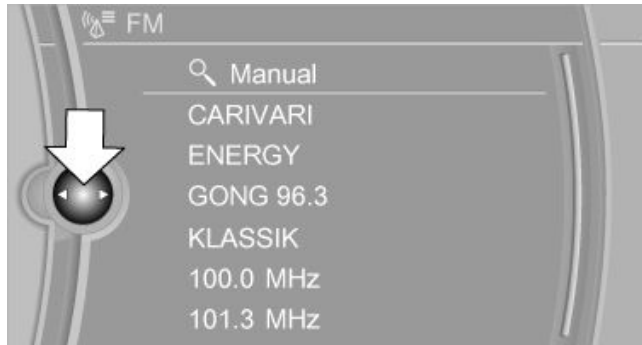 FM
Manual
CARIVARI
ENERGY
GONG 96.3
KLASSIK
100.0 MHz
101.3 MHz